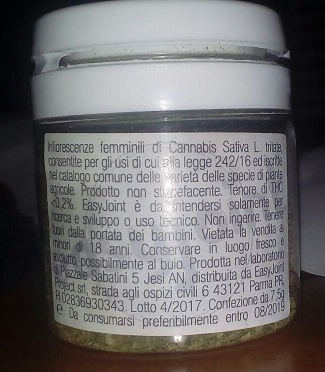 Infiorescenze femminili di Cannabis Sativa L. tritate,
consentite per gli usi di cui alla legge 242/16 ed iscritte
nel catalogo comune delle varietà delle specie di piante
agricole. Prodotto non stupefacente. Tenore di THC
<0,2%. EasyJoint è da intendersi solamente per
ricerca e sviluppo o uso tecnico. Non ingerire. Tenere
fuori dalla portata dei bambini. Vietata la vendita ai
minori di 18 anni. Conservare in luogo fresco e
asciutto, possibilmente al buio. Prodotta nel laboratorio
di Piazzale Sabatini 5 Jesi AN, distribuita da EasyJoint
Project srl, strada agli ospizi civili 6 43121 Parma PR,
PI 02836930343. Lotto 4/2017. Confezione da 7,5g
e Da consumarsi preferibilmente entro 08/2019